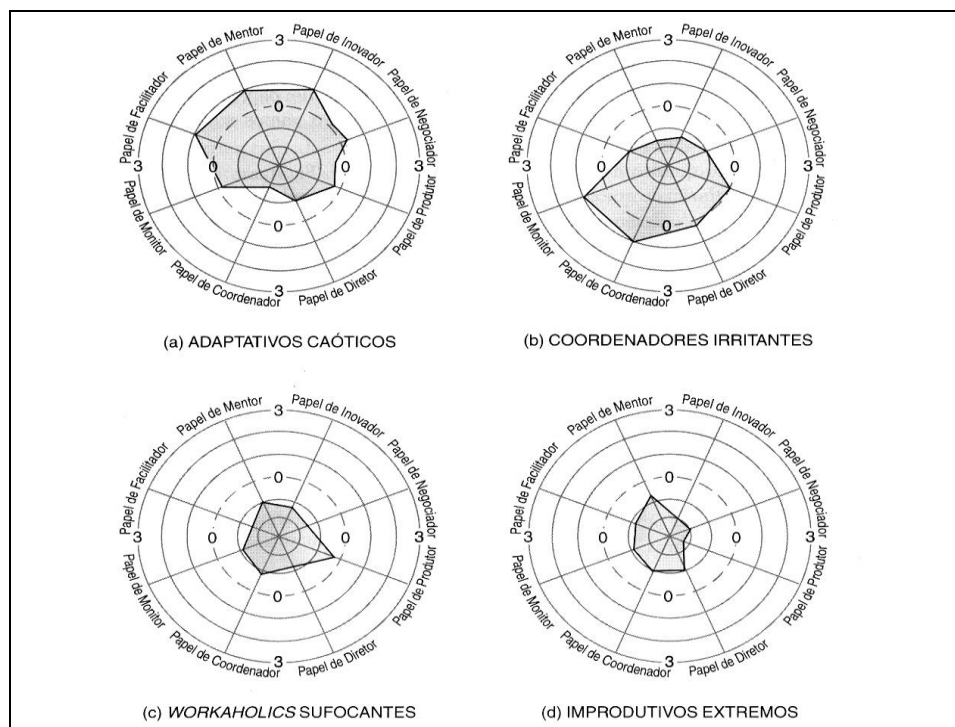 3
Papel de Mentor
Papel de Inovador
Papel de Facilitador
Papel de Negociador
0
3
0
0
3
Papel de Monitor
Papel de Produtor
0
Papel de Coordenador
Papel de Diretor
3
(a) ADAPTATIVOS CAÓTICOS
3
Papel de Mentor
Papel de Inovador
Papel de Facilitador
Papel de Negociador
0
3
0
0
3
Papel de Monitor
Papel de Produtor
0
Papel de Coordenador
Papel de Diretor
3
(b) COORDENADORES IRRITANTES
3
Papel de Mentor
Papel de Inovador
Papel de Facilitador
Papel de Negociador
0
3
0
0
3
Papel de Monitor
Papel de Produtor
0
Papel de Coordenador
Papel de Diretor
3
(c) WORKAHOLICS SUFOCANTES
3
Papel de Mentor
Papel de Inovador
Papel de Facilitador
Papel de Negociador
0
3
0
0
3
Papel de Monitor
Papel de Produtor
0
Papel de Coordenador
Papel de Diretor
3
(d) IMPRODUTIVOS EXTREMOS